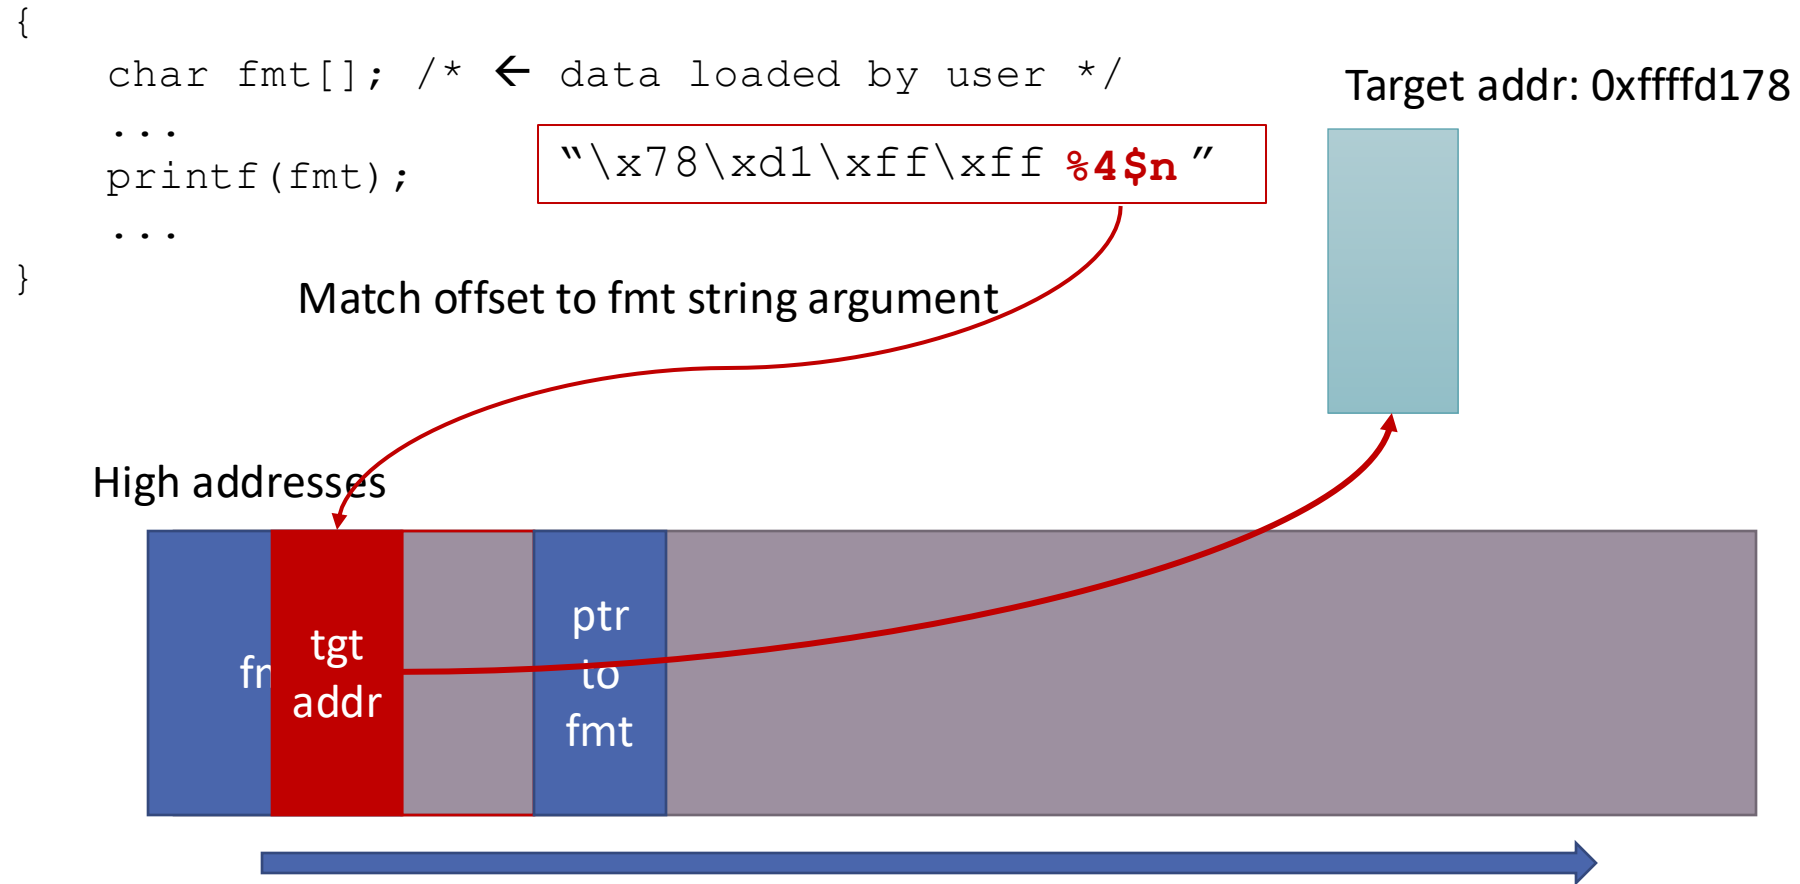 {
char fmt[]; /* ← data loaded by user */
Target addr: 0xffffd178
...
printf(fmt);
“\x78\xd1\xff\xff %4$n ”
...
}
Match offset to fmt string argument
High addresses
tgt
addr
ptr
to
fmt